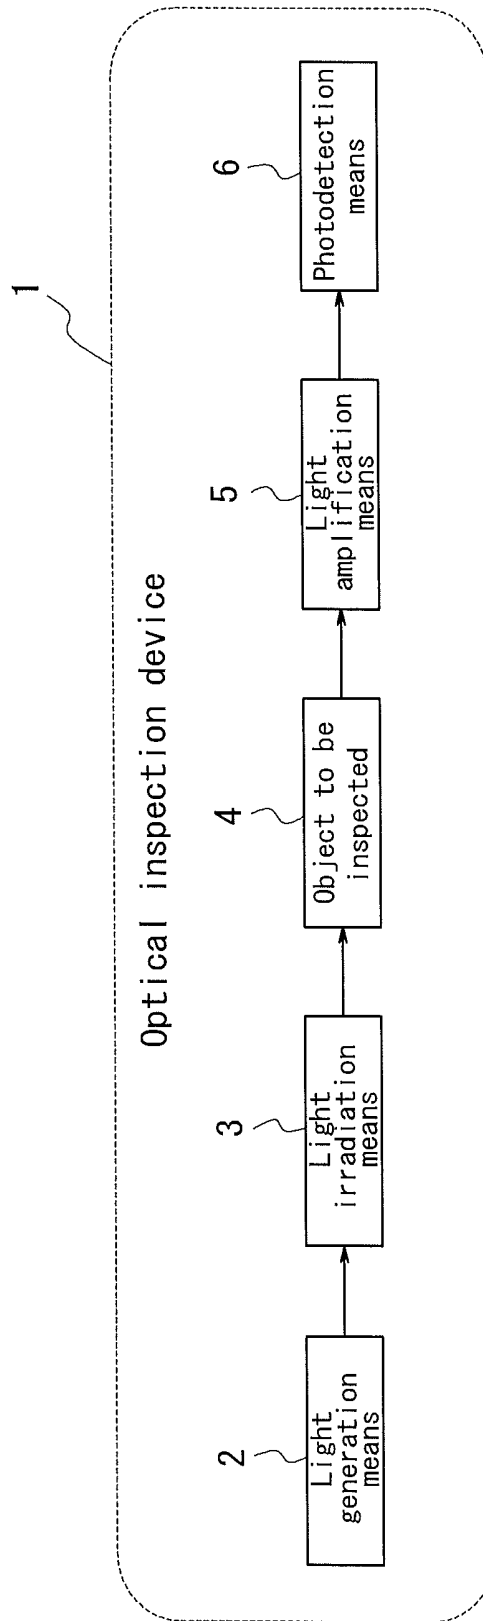 1
Optical inspection device
2
Light
generation
means
3
Light
irradiation
means
4
Object to be
inspected
5
Light
amplification
means
6
Photodetection
means